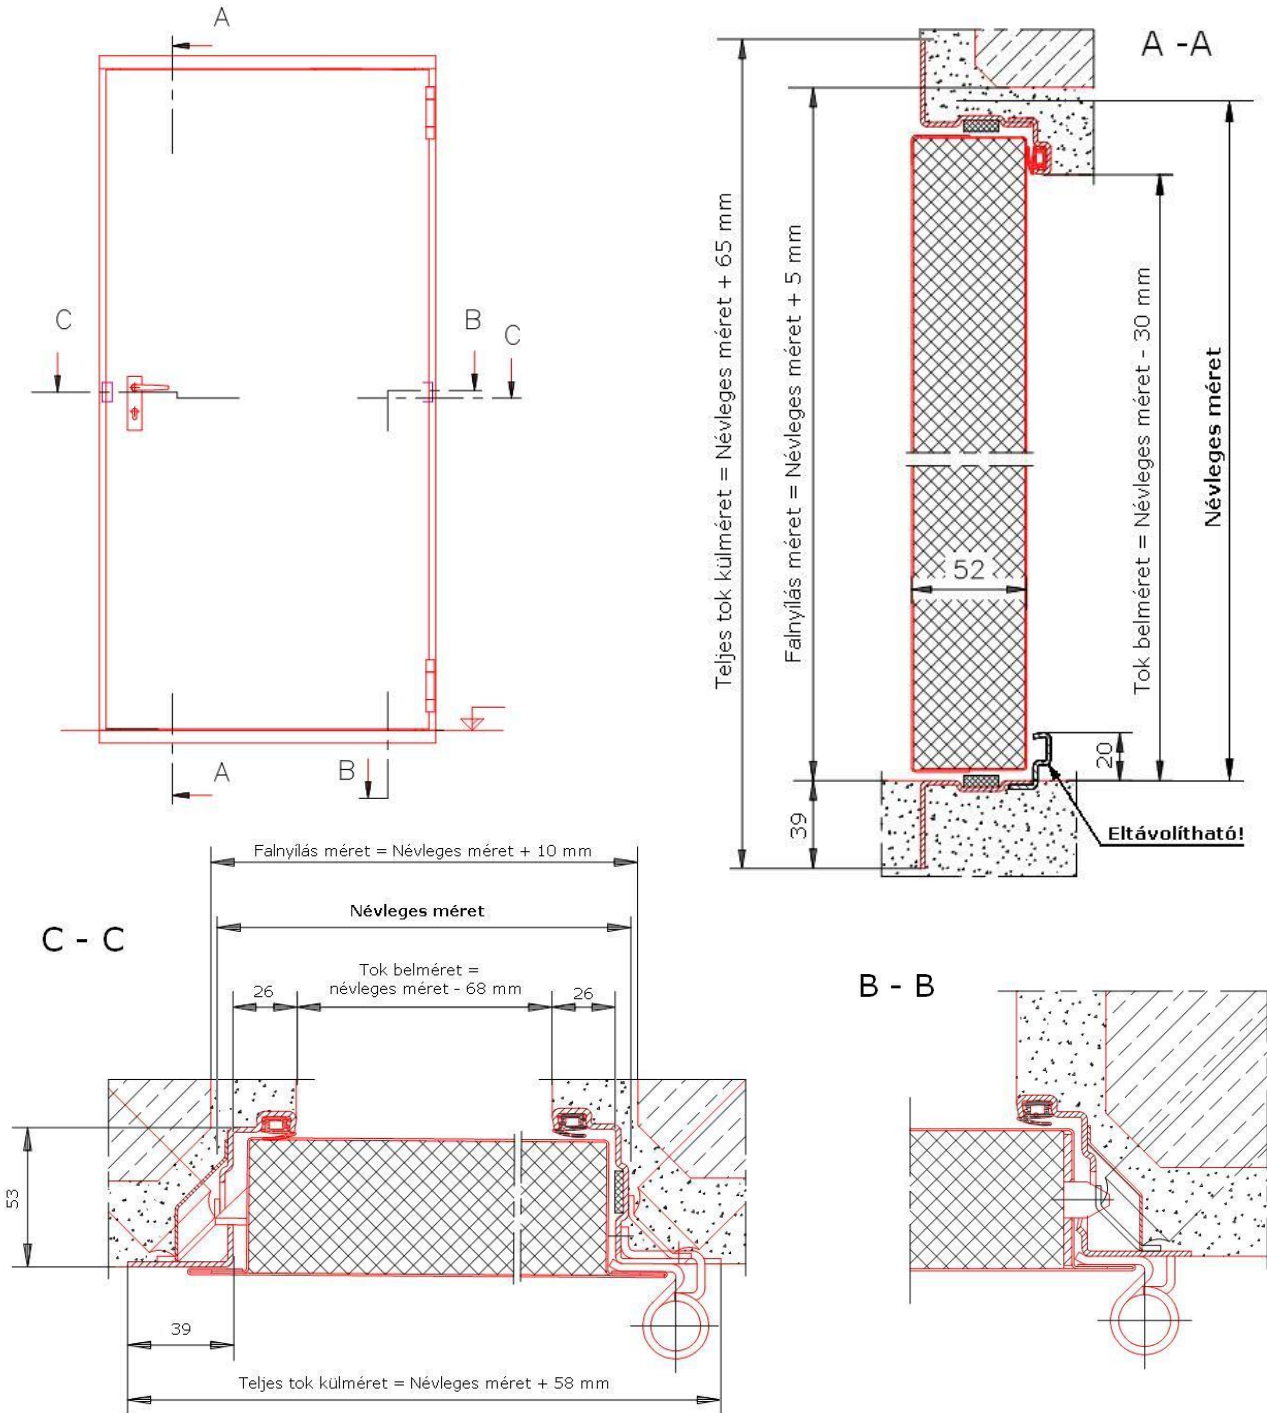 A
A - A
C
B
C
A
B
Teljes tok külméret = Névleges méret + 65 mm
Falnyílás méret = Névleges méret + 5 mm
Tok belméret = Névleges méret - 30 mm
Névleges méret
52
20
39
Eltávolítható!
Falnyílás méret = Névleges méret + 10 mm
Névleges méret
C - C
Tok belméret =
névleges méret - 68 mm
26
26
B - B
53
39
Teljes tok külméret = Névleges méret + 58 mm